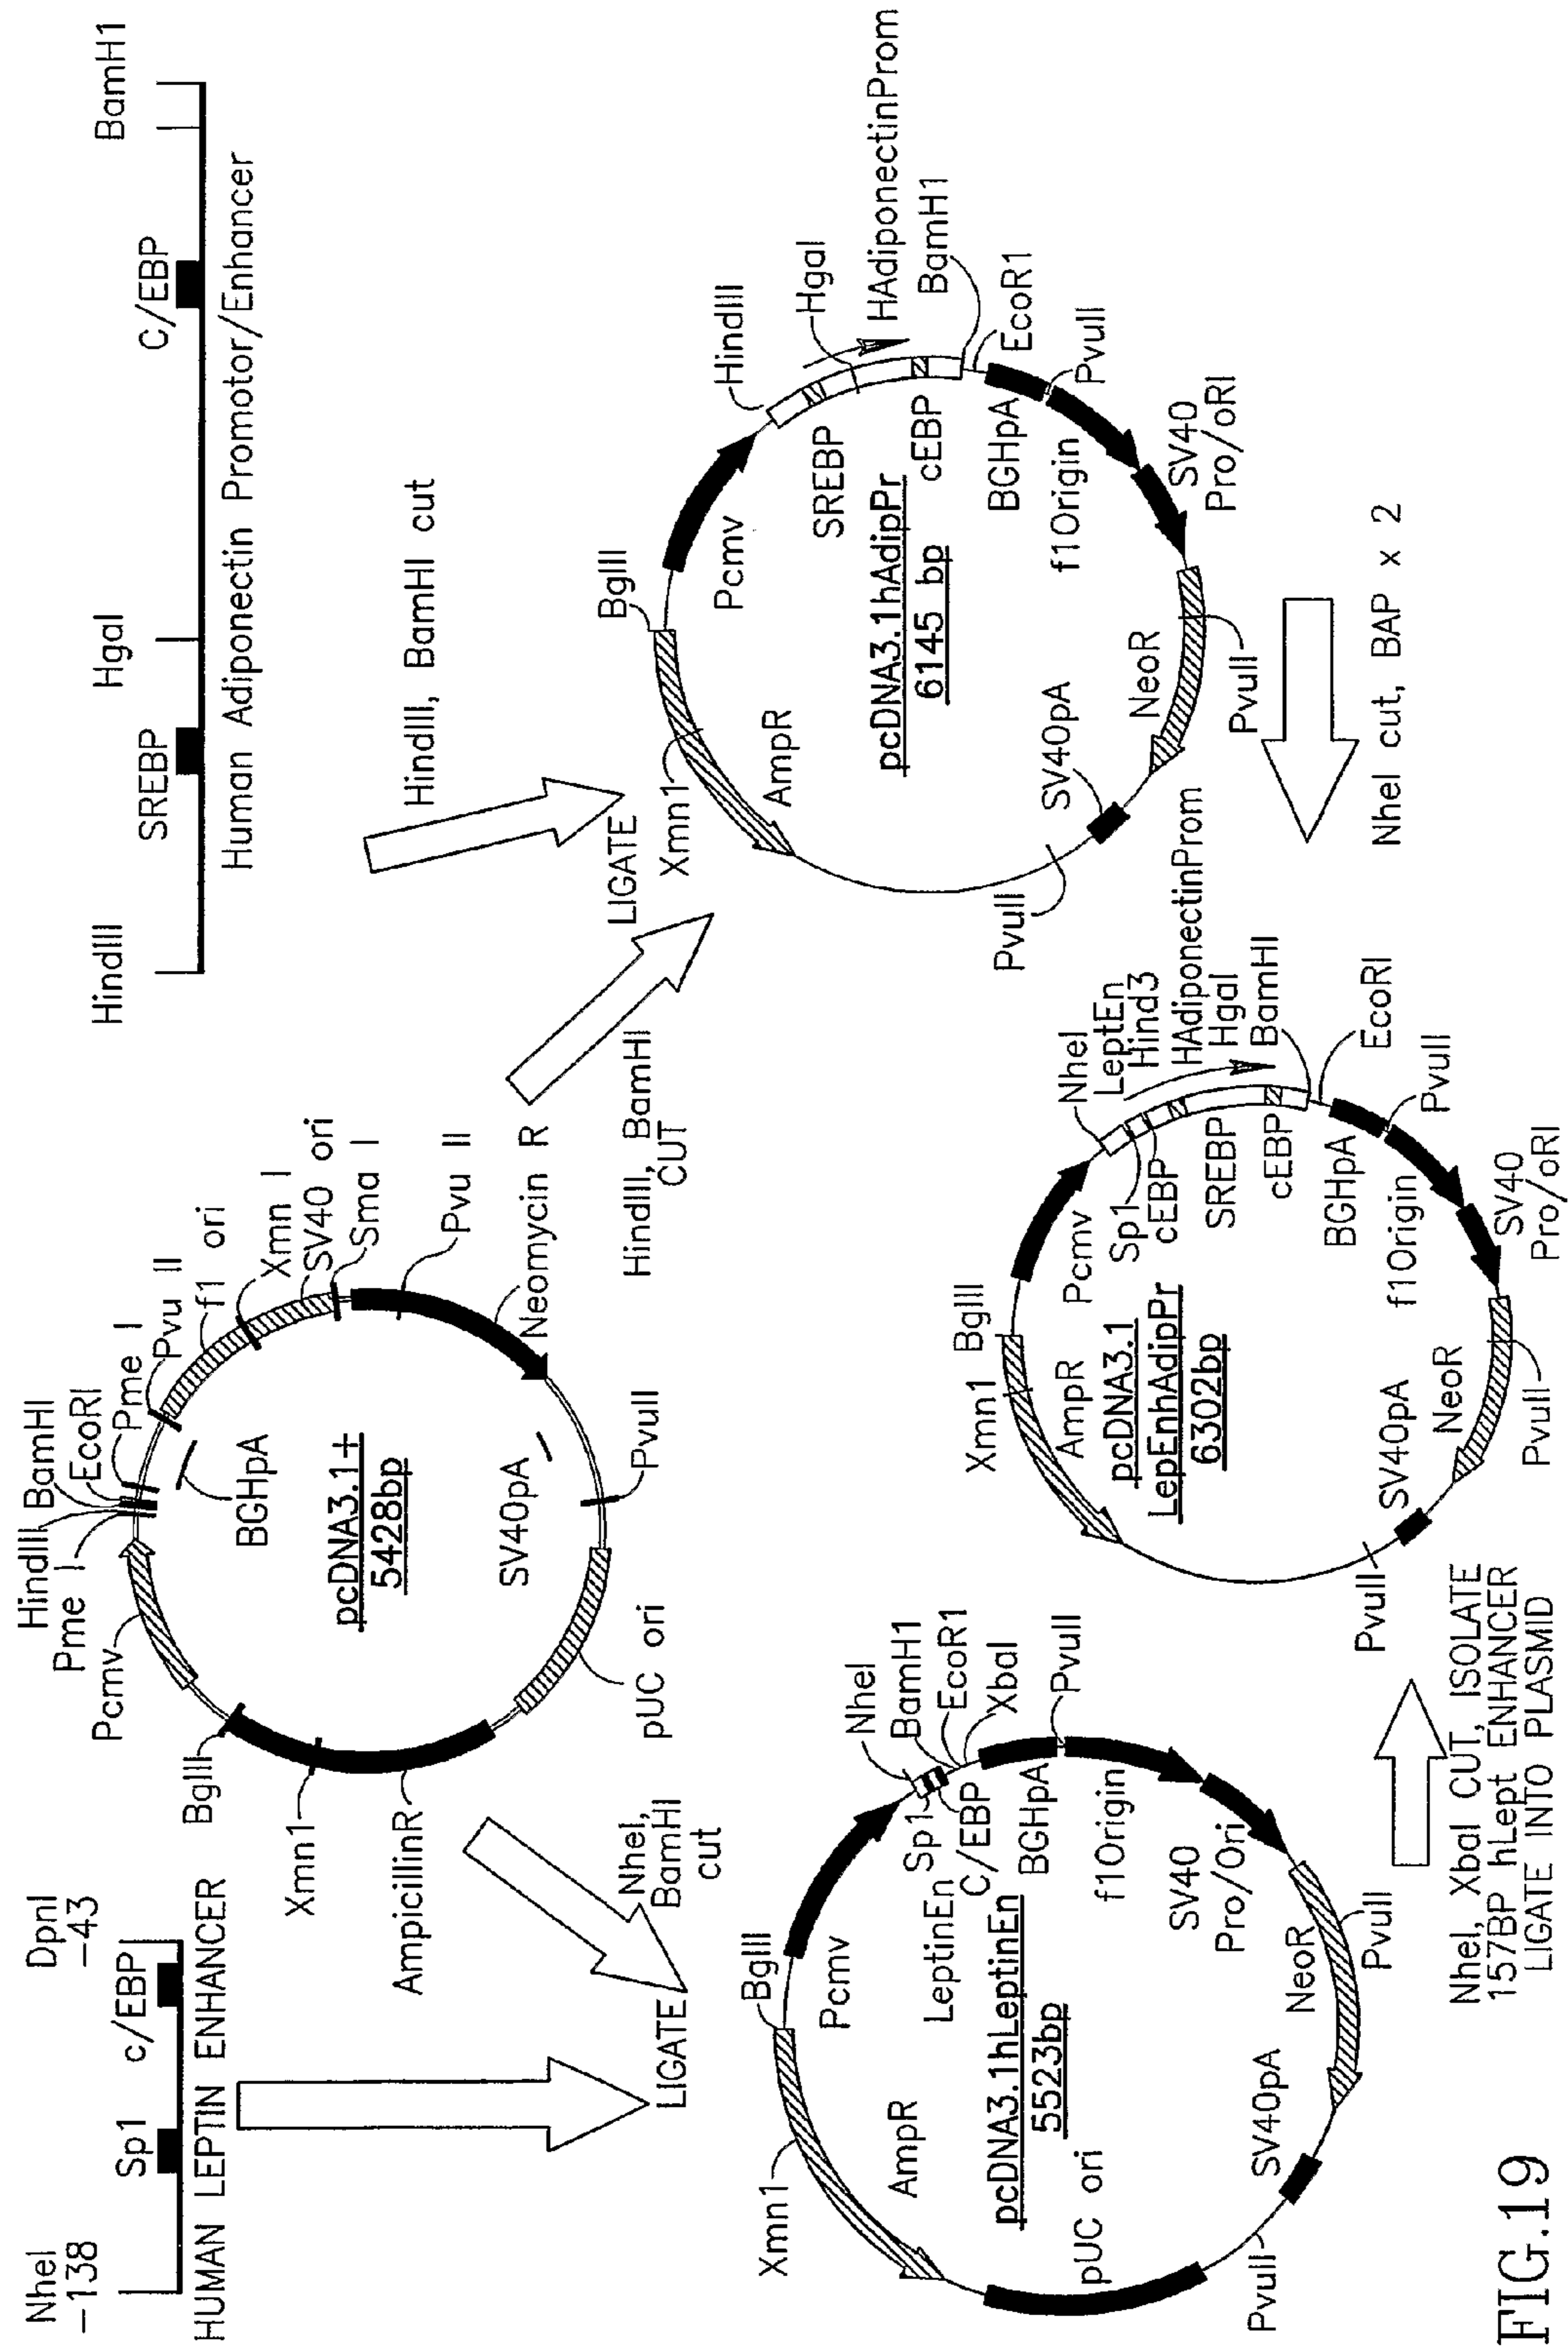 NheI
-138
Sp1
c/EBP
DpnI
-43
HUMAN LEPTIN ENHANCER
HindIII
SREBP
HgaI
C/EBP
BamH1
Human Adiponectin Promotor/Enhancer
HindIII
BamHI
EcoRI
Pme I
Pme I
Pvu II
f1 ori
Xmn I
SV40 ori
Sma I
Pvu II
Neomycin R
PvuII
pUC ori
AmpicillinR
Xmn1
BglII
Pcmv
BGHpA
pcDNA3.1±
5428bp
SV40pA
NheI,
BamHI
cut
LIGATE
HindIII, BamHI
CUT
HindIII, BamHI cut
LIGATE
BglII
Pcmv
NheI
BamH1
EcoR1
XbaI
LeptinEn
Sp1
C/EBP
BGHpA
PvuII
f1Origin
SV40
Pro/Ori
NeoR
PvuII
SV40pA
PvuII
pUC ori
AmpR
Xmn1
pcDNA3.1hLeptinEn
5523bp
BglII
Pcmv
HindIII
HgaI
HAdiponectinProm
BamH1
EcoR1
SREBP
cEBP
BGHpA
PvuII
f1Origin
SV40
Pro/oRI
NeoR
PvuII
SV40pA
PvuII
AmpR
Xmn1
pcDNA3.1hAdipPr
6145 bp
NheI cut, BAP x 2
BglII
Pcmv
NheI
LeptEn
Hind3
HAdiponectinProm
HgaI
BamHI
EcoRI
Sp1
cEBP
SREBP
cEBP
BGHpA
PvuII
f1Origin
SV40
Pro/oRI
NeoR
PvuII
SV40pA
PvuII
AmpR
Xmn1
pcDNA3.1
LepEnhAdipPr
6302bp
NheI, XbaI CUT, ISOLATE
157BP hLept ENHANCER
LIGATE INTO PLASMID
FIG.19